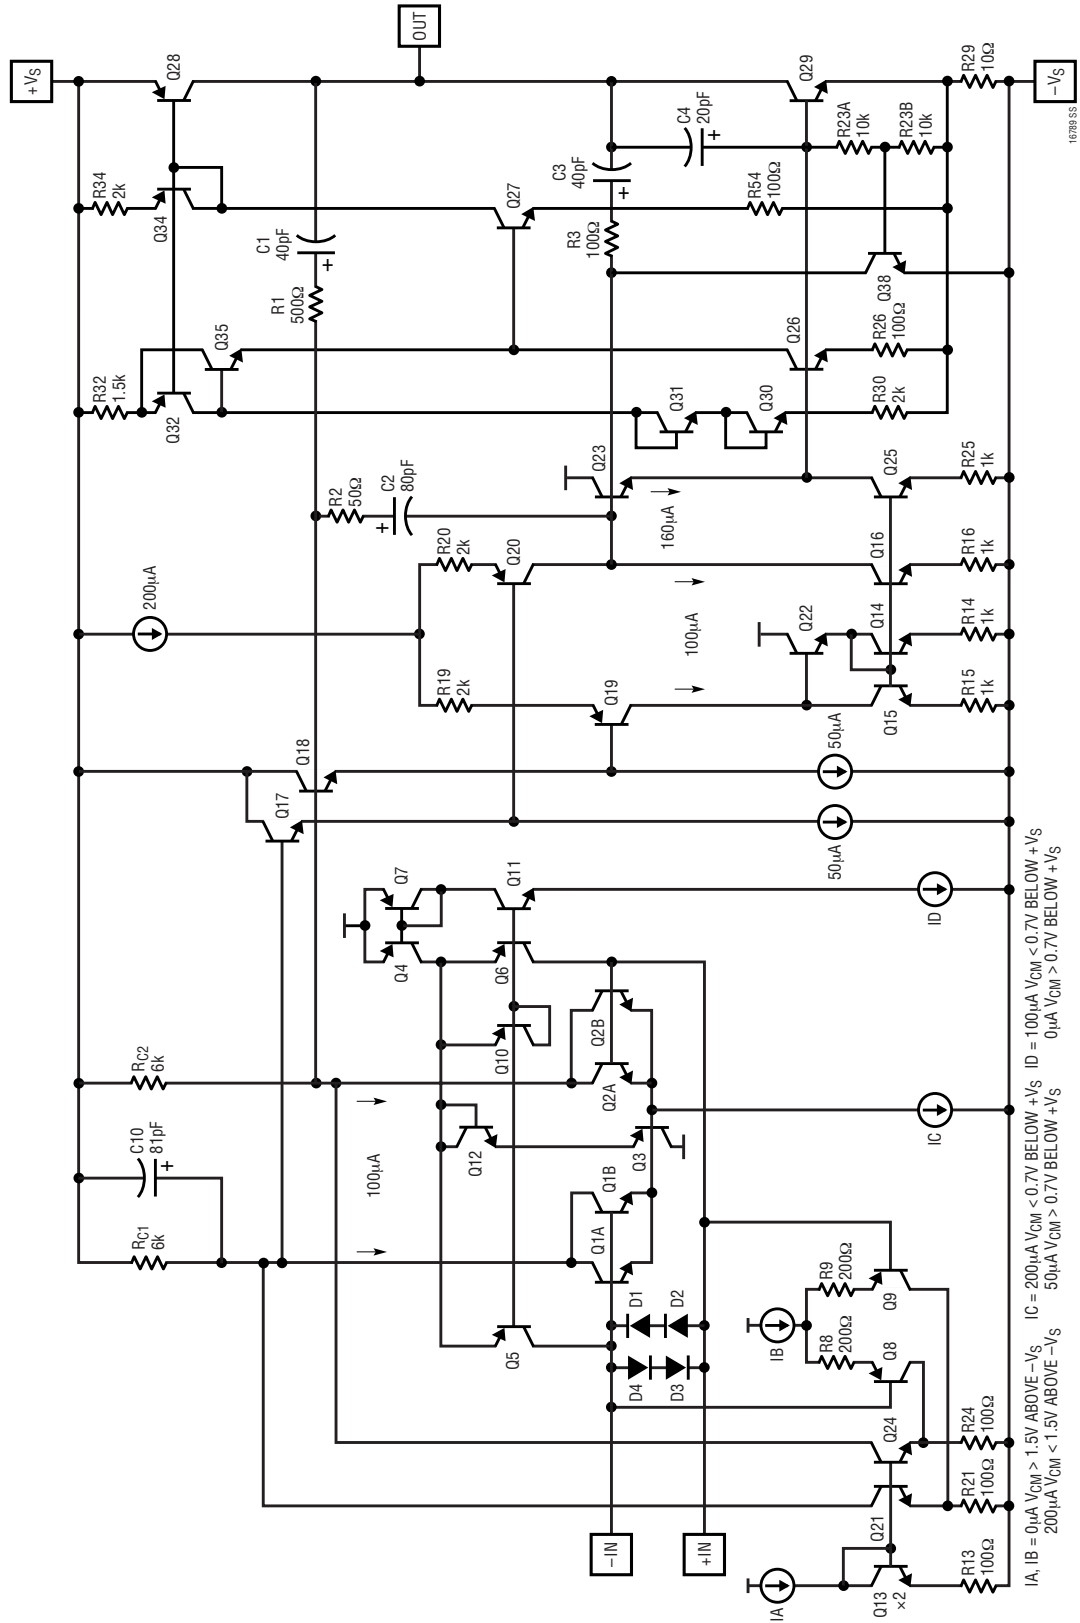 +VS
R34
2k
Q34
Q28
OUT
R32
1.5k
Q32
Q35
C1
40pF
R1
500Ω
Q27
C3
40pF
R3
100Ω
C4
20pF
+
Q29
R54
100Ω
R23A
10k
R23B
10k
R29
10Ω
–VS
Q38
Q26
R26
100Ω
Q31
Q30
R30
2k
+
+
R2
50Ω
C2
80pF
+
Q23
160µA
Q25
R25
1k
200µA
R20
2k
Q20
R19
2k
Q19
100µA
Q16
R16
1k
Q22
Q14
R14
1k
Q15
R15
1k
Q18
Q17
50µA
50µA
Q7
Q4
Q11
Q6
ID
RC2
6k
C10
81pF
+
RC1
6k
100µA
Q10
Q2B
Q2A
Q12
Q3
Q1B
Q1A
IC
Q5
D1
D2
D4
D3
R9
200Ω
IB
R8
200Ω
Q9
Q8
Q24
R24
100Ω
Q21
R21
100Ω
–IN
+IN
IA
Q13
×2
R13
100Ω
IA, IB = 0µA VCM > 1.5V ABOVE –VS
200µA VCM < 1.5V ABOVE –VS
IC = 200µA VCM < 0.7V BELOW +VS
50µA VCM > 0.7V BELOW +VS
ID = 100µA VCM < 0.7V BELOW +VS
0µA VCM > 0.7V BELOW +VS
16789 SS